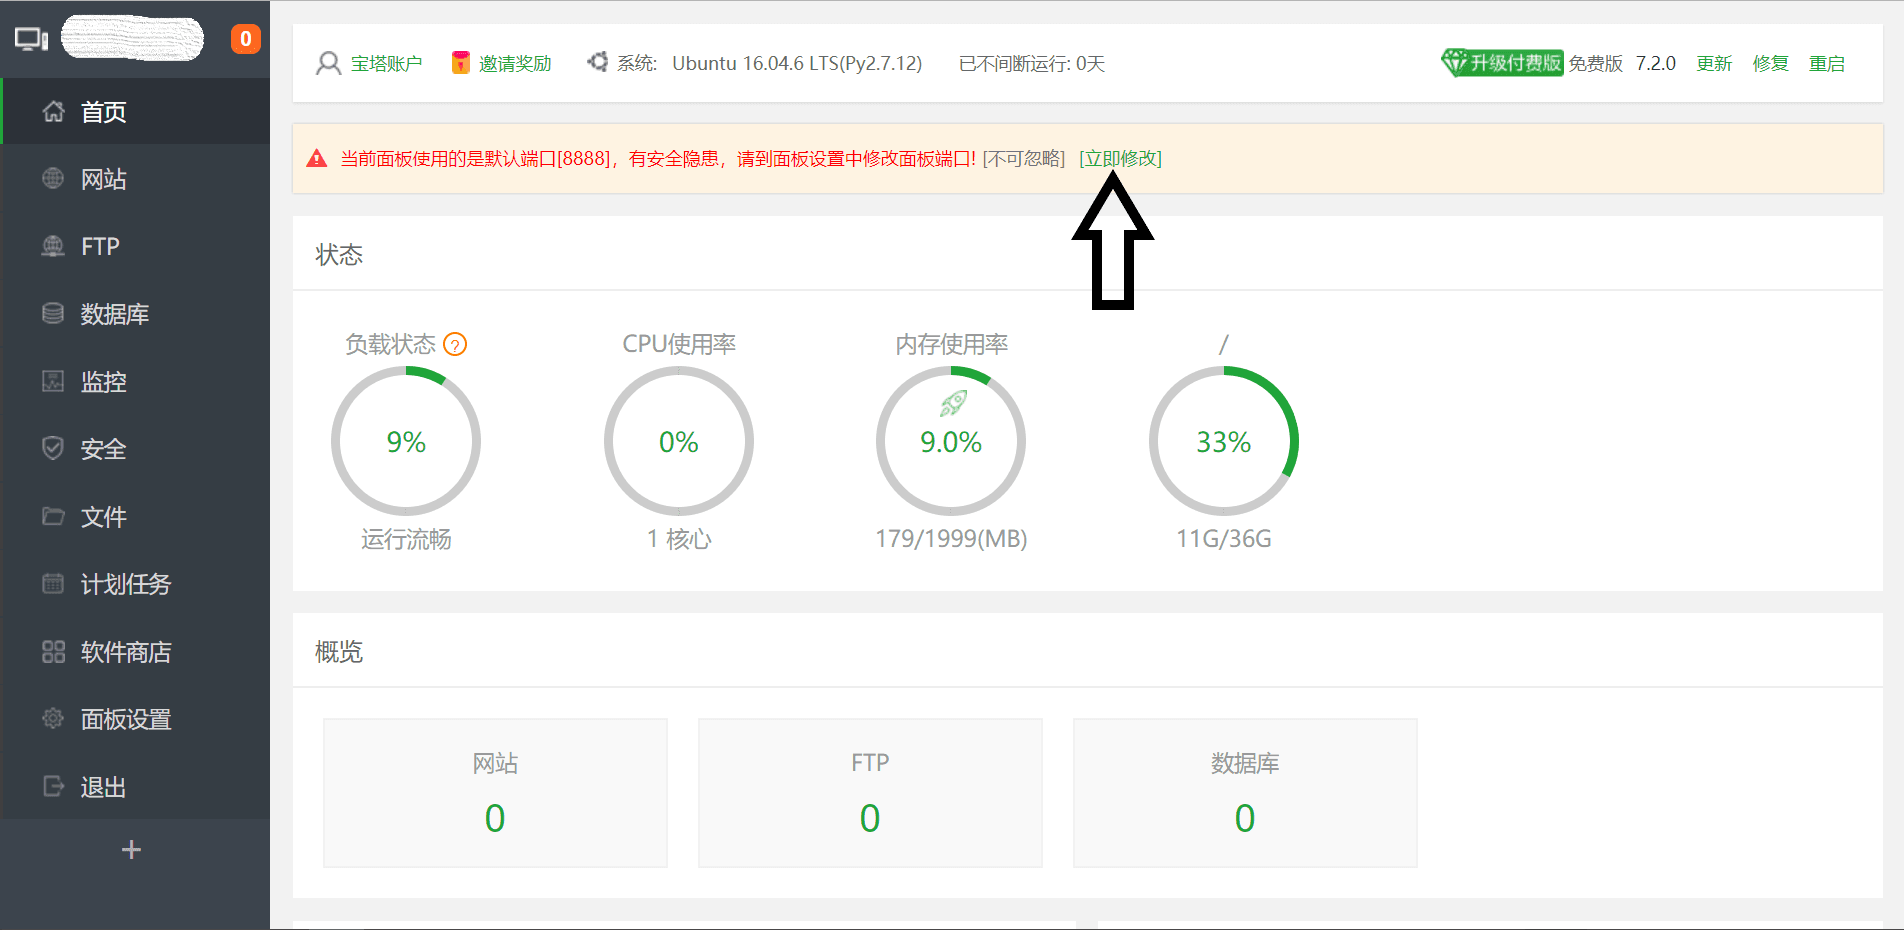 0
首页
网站
FTP
数据库
监控
安全
文件
计划任务
软件商店
面板设置
退出
+
宝塔账户 邀请奖励 系统: Ubuntu 16.04.6 LTS(Py2.7.12) 已不间断运行: 0天 升级付费版 免费版 7.2.0 更新 修复 重启
当前面板使用的是默认端口[8888]，有安全隐患，请到面板设置中修改面板端口! [不可忽略] [立即修改]
状态
负载状态 ? CPU使用率 内存使用率 /
9% 0% 9.0% 33%
运行流畅 1 核心 179/1999(MB) 11G/36G
概览
网站 FTP 数据库
0 0 0